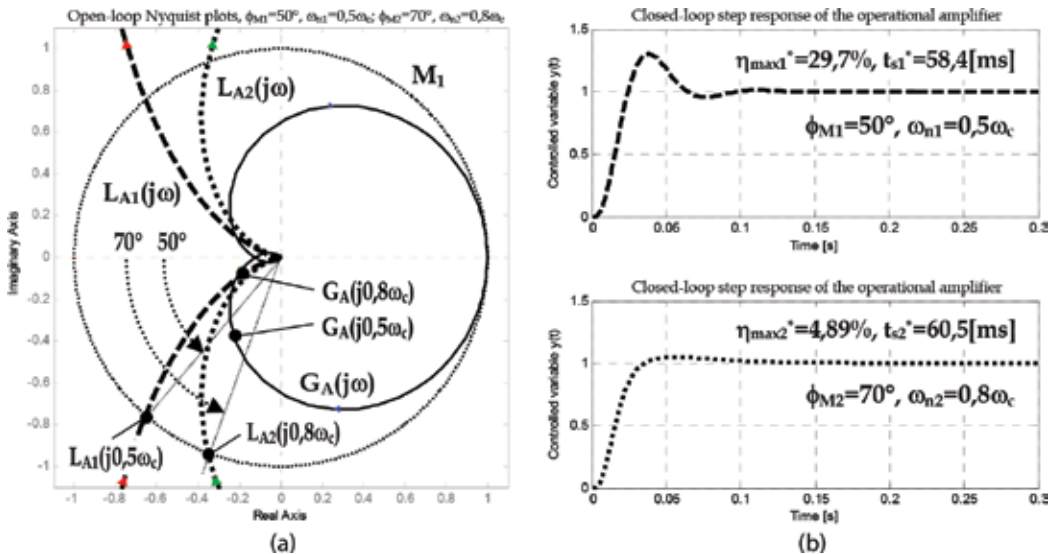 Open-loop Nyquist plots, ϕM1=50°, ωn1=0,5ωc; ϕM2=70°, ωn2=0,8ωc
M1
LA2(jω)
LA1(jω)
70° 50°
GA(j0,8ωc)
GA(j0,5ωc)
GA(jω)
LA2(j0,8ωc)
LA1(j0,5ωc)
Imaginary Axis
1
0.8
0.6
0.4
0.2
0
-0.2
-0.4
-0.6
-0.8
-1
-1 -0.8 -0.6 -0.4 -0.2 0 0.2 0.4 0.6 0.8 1
Real Axis
(a)
Closed-loop step response of the operational amplifier
ηmax1*=29,7%, ts1*=58,4[ms]
ϕM1=50°, ωn1=0,5ωc
Controlled variable y(t)
1.5
1
0.5
0
0 0.05 0.1 0.15 0.2 0.25 0.3
Time [s]
Closed-loop step response of the operational amplifier
ηmax2*=4,89%, ts2*=60,5[ms]
ϕM2=70°, ωn2=0,8ωc
Controlled variable y(t)
1.5
1
0.5
0
0 0.05 0.1 0.15 0.2 0.25 0.3
Time [s]
(b)